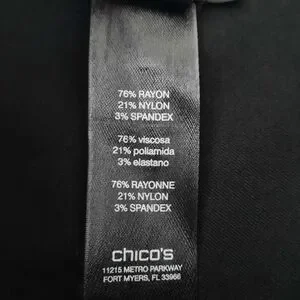 76% RAYON
21% NYLON
3% SPANDEX
76% viscosa
21% poliamida
3% elastano
76% RAYONNE
21% NYLON
3% SPANDEX
chico's
11215 METRO PARKWAY
FORT MYERS, FL 33966